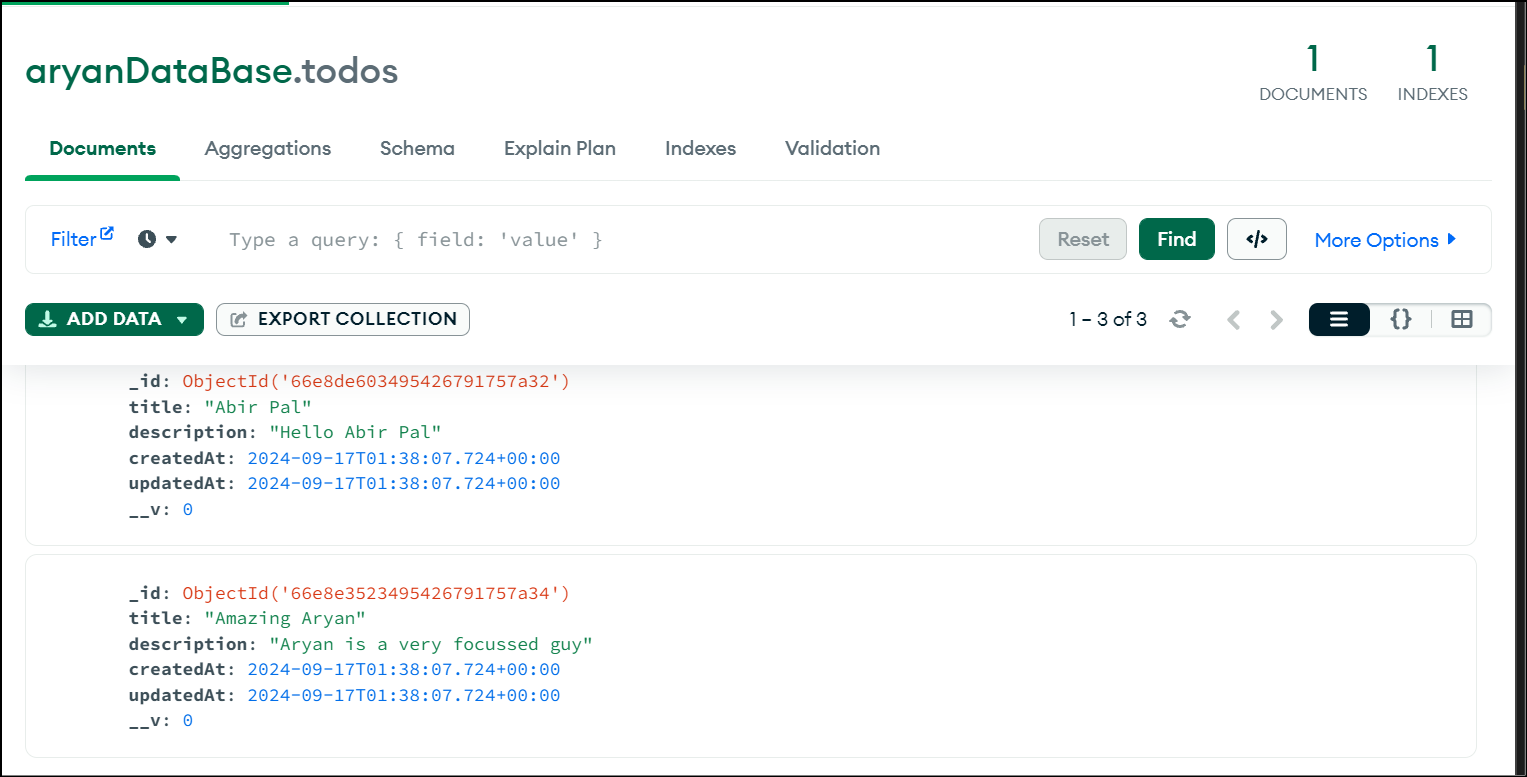 aryanDataBase.todos
1 DOCUMENTS
1 INDEXES
Documents Aggregations Schema Explain Plan Indexes Validation
Filter Type a query: { field: 'value' } Reset Find </> More Options
ADD DATA EXPORT COLLECTION 1 – 3 of 3 {}
_id: ObjectId('66e8de603495426791757a32')
title: "Abir Pal"
description: "Hello Abir Pal"
createdAt: 2024-09-17T01:38:07.724+00:00
updatedAt: 2024-09-17T01:38:07.724+00:00
__v: 0
_id: ObjectId('66e8e3523495426791757a34')
title: "Amazing Aryan"
description: "Aryan is a very focussed guy"
createdAt: 2024-09-17T01:38:07.724+00:00
updatedAt: 2024-09-17T01:38:07.724+00:00
__v: 0